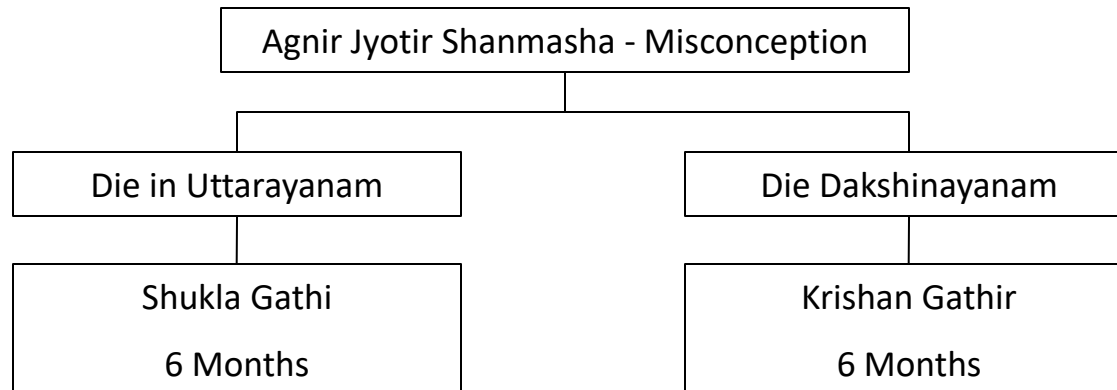 Agnir Jyotir Shanmasha - Misconception
Die in Uttarayanam
Die Dakshinayanam
Shukla Gathi
6 Months
Krishan Gathir
6 Months